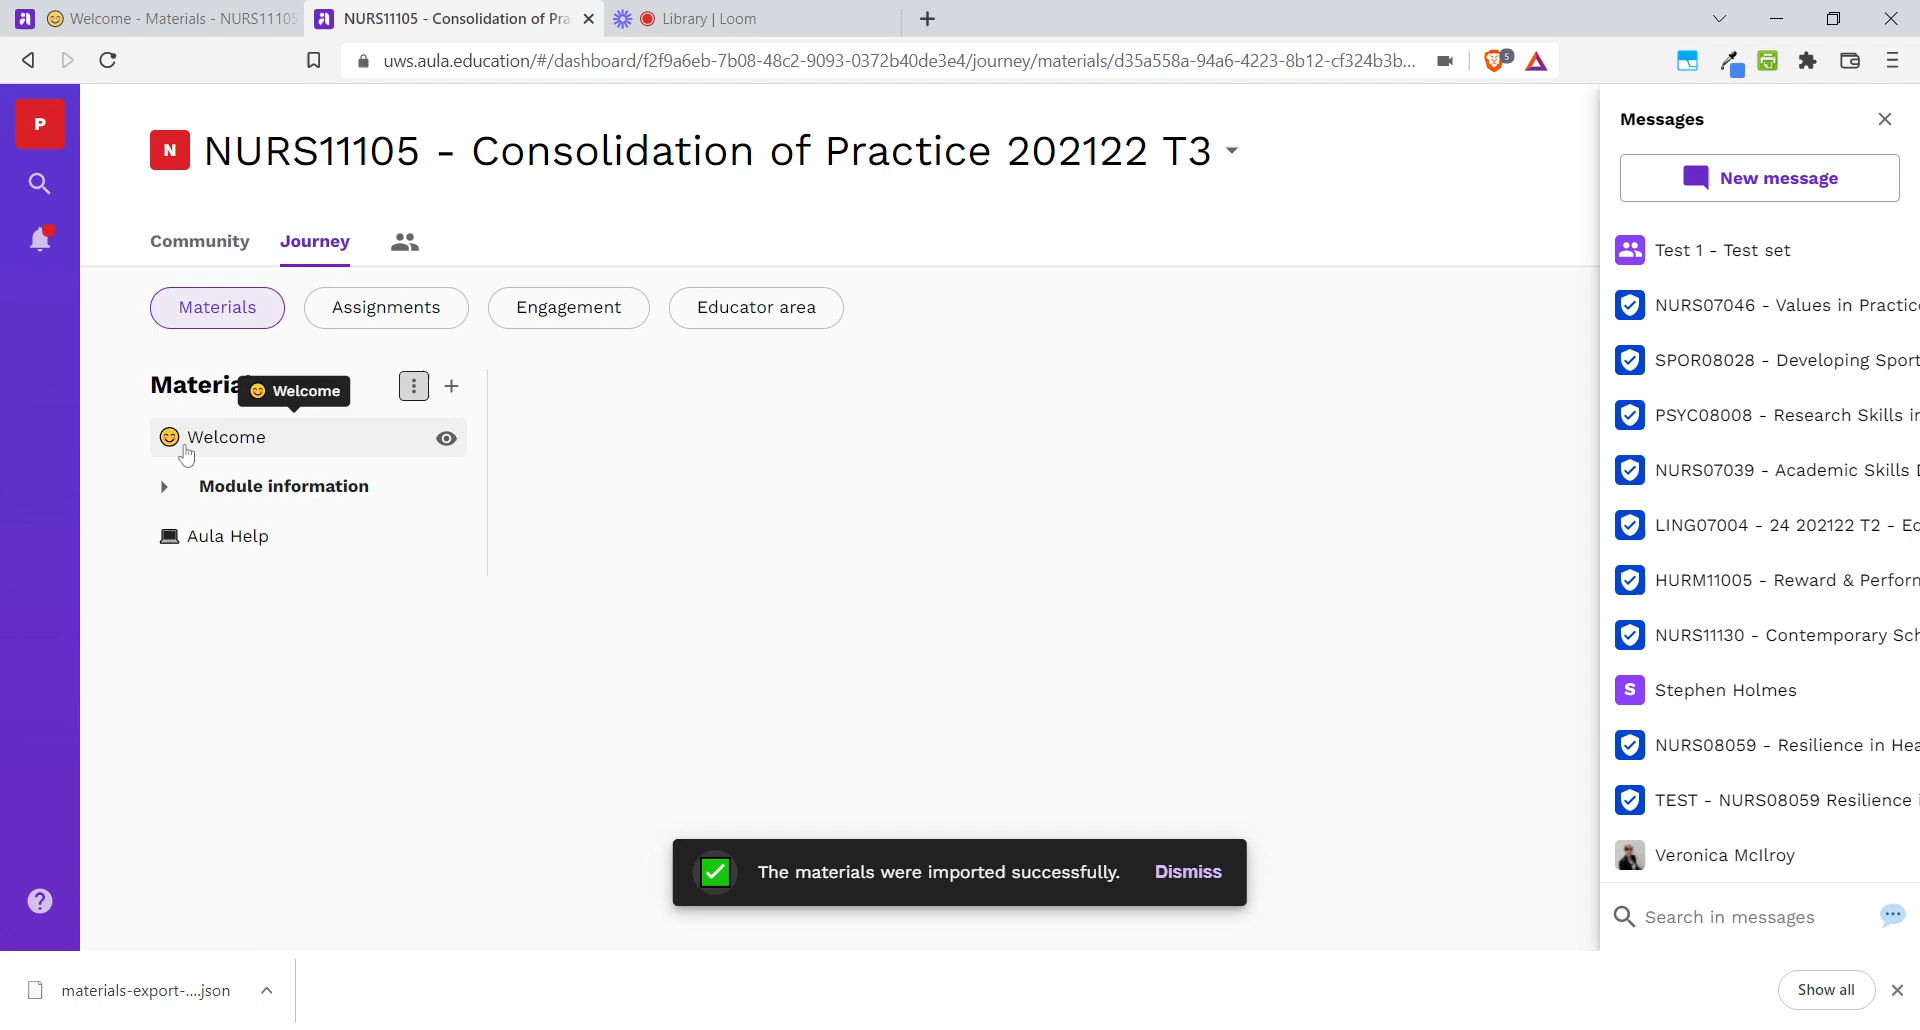 Welcome - Materials - NURS11105
NURS11105 - Consolidation of Pra
Library | Loom
uws.aula.education/#/dashboard/f2f9a6eb-7b08-48c2-9093-0372b40de3e4/journey/materials/d35a558a-94a6-4223-8b12-cf324b3b...
5
P
N NURS11105 - Consolidation of Practice 202122 T3
Community Journey
Materials Assignments Engagement Educator area
Materia
😊 Welcome
😊 Welcome
Module information
Aula Help
The materials were imported successfully. Dismiss
Messages
New message
Test 1 - Test set
NURS07046 - Values in Practic
SPOR08028 - Developing Sport
PSYC08008 - Research Skills in
NURS07039 - Academic Skills D
LING07004 - 24 202122 T2 - Ec
HURM11005 - Reward & Perforn
NURS11130 - Contemporary Sch
S Stephen Holmes
NURS08059 - Resilience in Hea
TEST - NURS08059 Resilience i
Veronica McIlroy
Search in messages
materials-export-....json
Show all